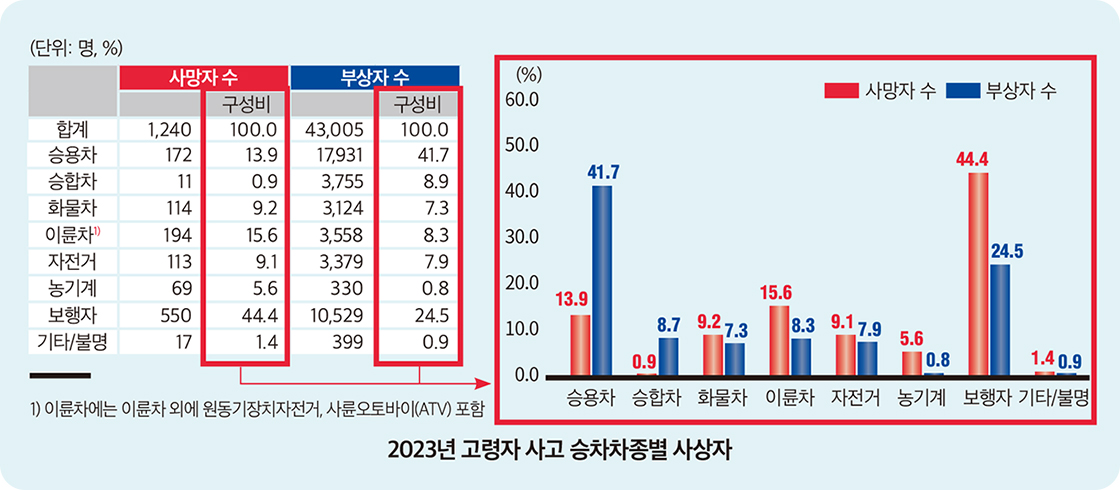 (단위: 명, %)
사망자 수 부상자 수
구성비 구성비
합계 1,240 100.0 43,005 100.0
승용차 172 13.9 17,931 41.7
승합차 11 0.9 3,755 8.9
화물차 114 9.2 3,124 7.3
이륜차1) 194 15.6 3,558 8.3
자전거 113 9.1 3,379 7.9
농기계 69 5.6 330 0.8
보행자 550 44.4 10,529 24.5
기타/불명 17 1.4 399 0.9
1) 이륜차에는 이륜차 외에 원동기장치자전거, 사륜오토바이(ATV) 포함
(%)
사망자 수 부상자 수
60.0
50.0
40.0
30.0
20.0
10.0
0.0
13.9 41.7 0.9 8.7 9.2 7.3 15.6 8.3 9.1 7.9 5.6 0.8 44.4 24.5 1.4 0.9
승용차 승합차 화물차 이륜차 자전거 농기계 보행자 기타/불명
2023년 고령자 사고 승차차종별 사상자